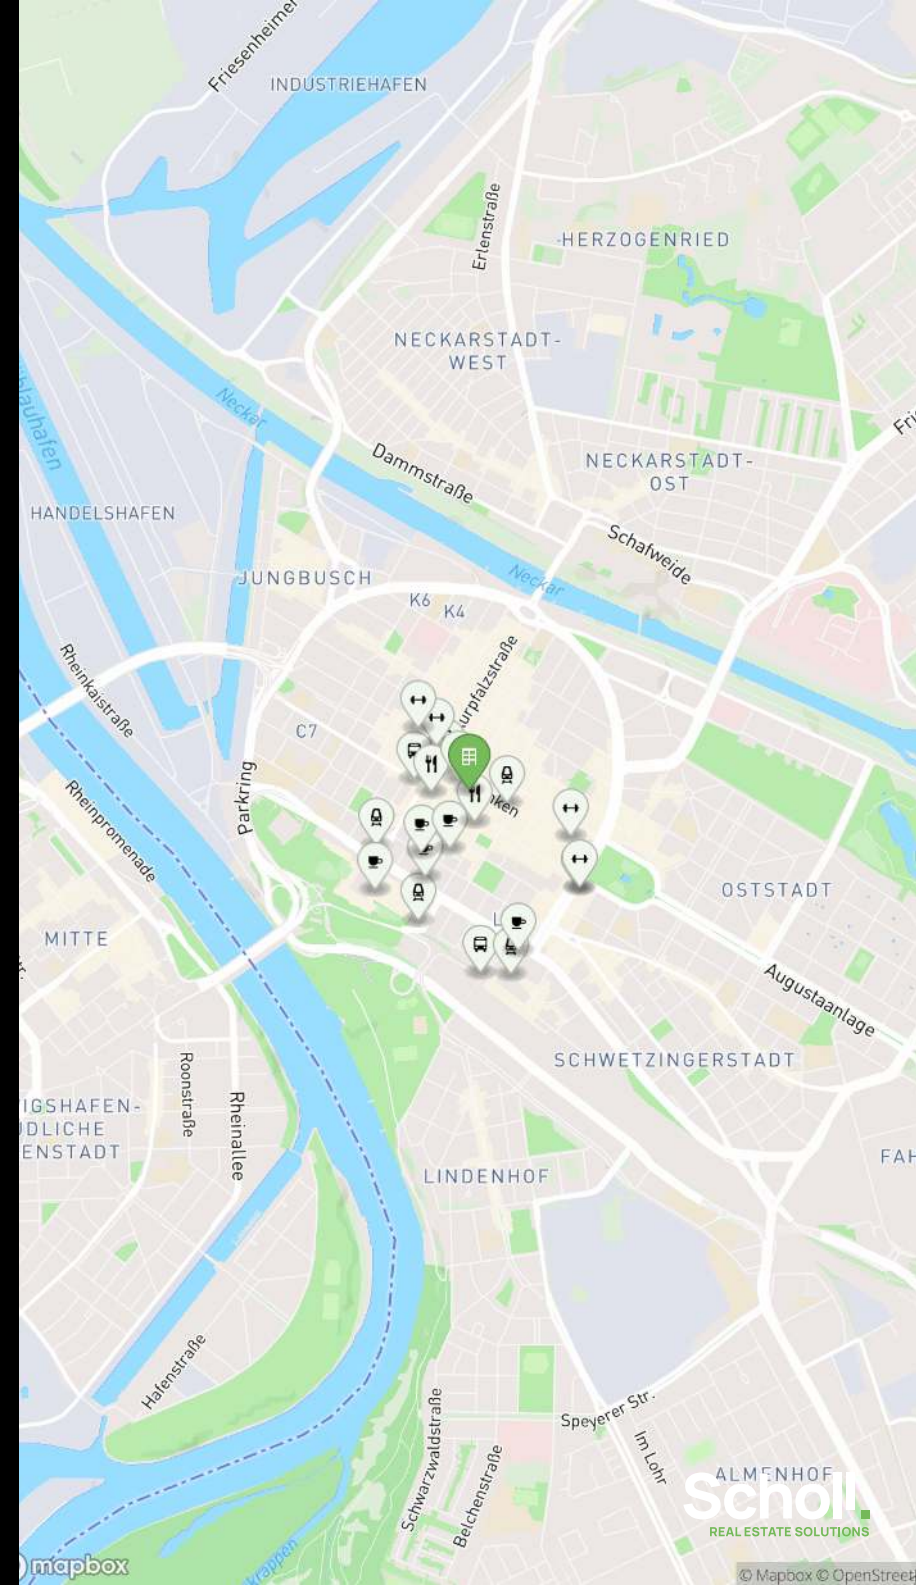 Friesenheimer
INDUSTRIEHAFEN
Erlenstraße
HERZOGENRIED
NECKARSTADT-
WEST
Neckar
Dammstraße
NECKARSTADT-
OST
HANDELSHAFEN
Schafweide
JUNGBUSCH
Neckar
K6
K4
Rheinkaistraße
C7
Parkring
Rheinpromenade
OSTSTADT
MITTE
Augustaanlage
SCHWETZINGERSTADT
Roonstraße
Rheinallee
LINDENHOF
Hafenstraße
Speyerer Str.
Schwarzwaldstraße
Im Lohr
Belchenstraße
ALMENHOF
Scholl.
REAL ESTATE SOLUTIONS
mapbox
© Mapbox © OpenStreet